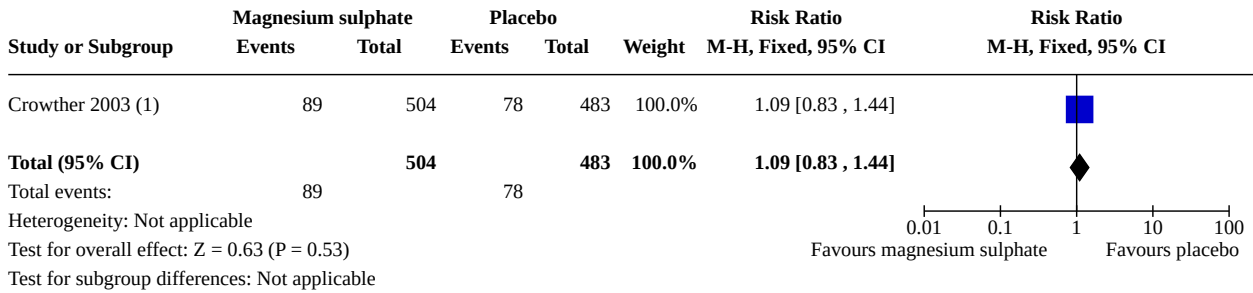 Magnesium sulphate Placebo Risk Ratio Risk Ratio
Study or Subgroup Events Total Events Total Weight M-H, Fixed, 95% CI M-H, Fixed, 95% CI
Crowther 2003 (1) 89 504 78 483 100.0% 1.09 [0.83 , 1.44]
Total (95% CI) 504 483 100.0% 1.09 [0.83 , 1.44]
Total events: 89 78
Heterogeneity: Not applicable
0.01 0.1 1 10 100
Test for overall effect: Z = 0.63 (P = 0.53) Favours magnesium sulphate Favours placebo
Test for subgroup differences: Not applicable